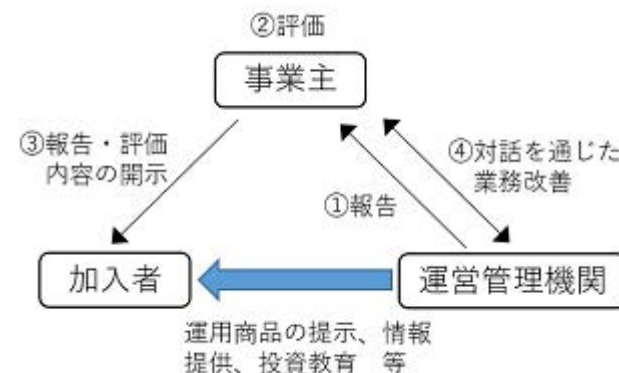 ②評価
事業主
③報告・評価
内容の開示
④対話を通じた
業務改善
①報告
加入者
運営管理機関
運用商品の提示、情報
提供、投資教育　等